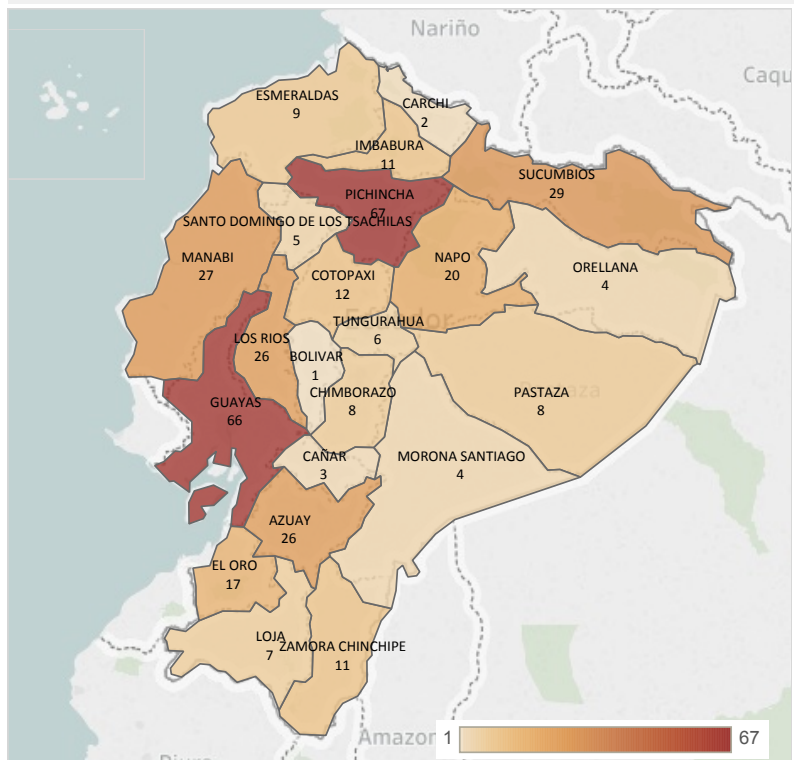 Nariño
Caqu
ESMERALDAS
9
CARCHI
2
IMBABURA
11
SUCUMBIOS
29
PICHINCHA
67
SANTO DOMINGO DE LOS TSACHILAS
5
MANABI
27
NAPO
20
ORELLANA
4
COTOPAXI
12
Ecuador
TUNGURAHUA
6
LOS RIOS
26
BOLIVAR
1
CHIMBORAZO
8
PASTAZA
8
GUAYAS
66
CAÑAR
3
MORONA SANTIAGO
4
AZUAY
26
EL ORO
17
LOJA
7
ZAMORA CHINCHIPE
11
Amazon
1
67